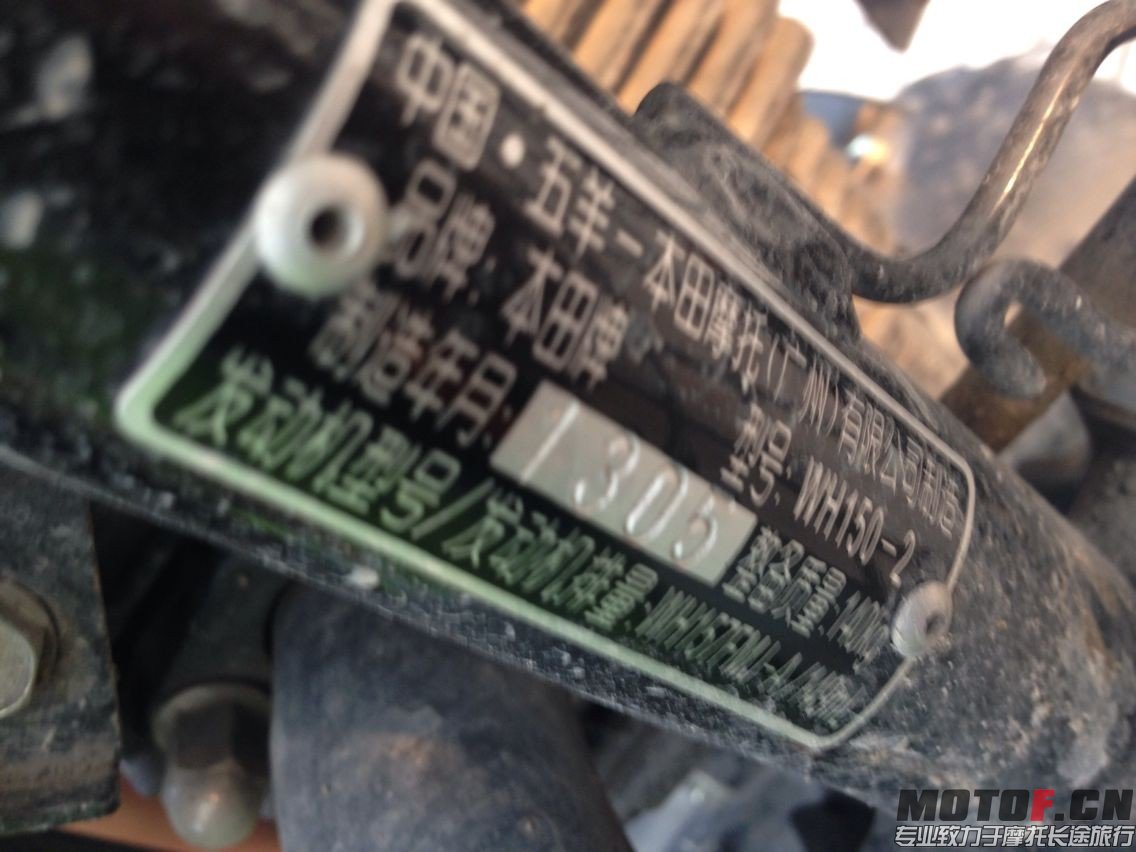 中国·五羊-本田摩托(广州)有限公司制造
品牌:本田牌 型号:WH150-2
制造年月:1305 整备质量:140kg
发动机型号/发动机排量:WH157FMJ-A/
MOTOF.CN
专业致力于摩托长途旅行